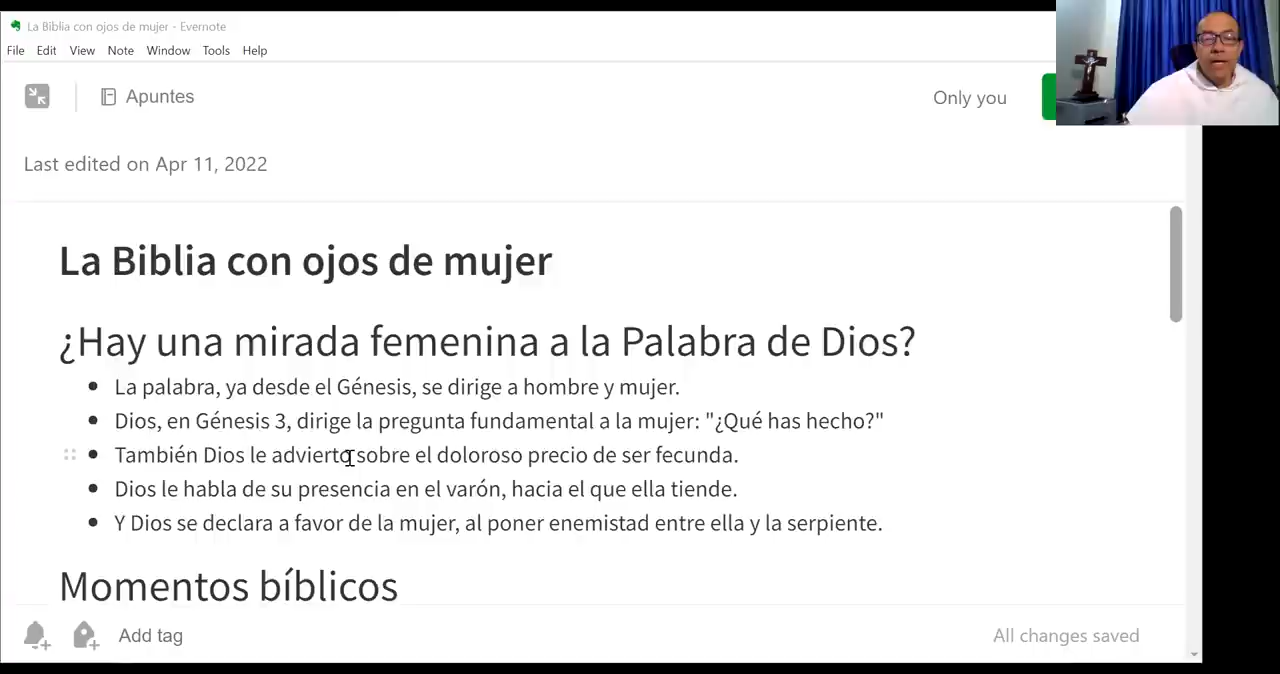 La Biblia con ojos de mujer - Evernote
File Edit View Note Window Tools Help
Apuntes
Only you
Last edited on Apr 11, 2022
La Biblia con ojos de mujer
¿Hay una mirada femenina a la Palabra de Dios?
La palabra, ya desde el Génesis, se dirige a hombre y mujer.
Dios, en Génesis 3, dirige la pregunta fundamental a la mujer: "¿Qué has hecho?"
También Dios le advierto sobre el doloroso precio de ser fecunda.
Dios le habla de su presencia en el varón, hacia el que ella tiende.
Y Dios se declara a favor de la mujer, al poner enemistad entre ella y la serpiente.
Momentos bíblicos
Add tag
All changes saved